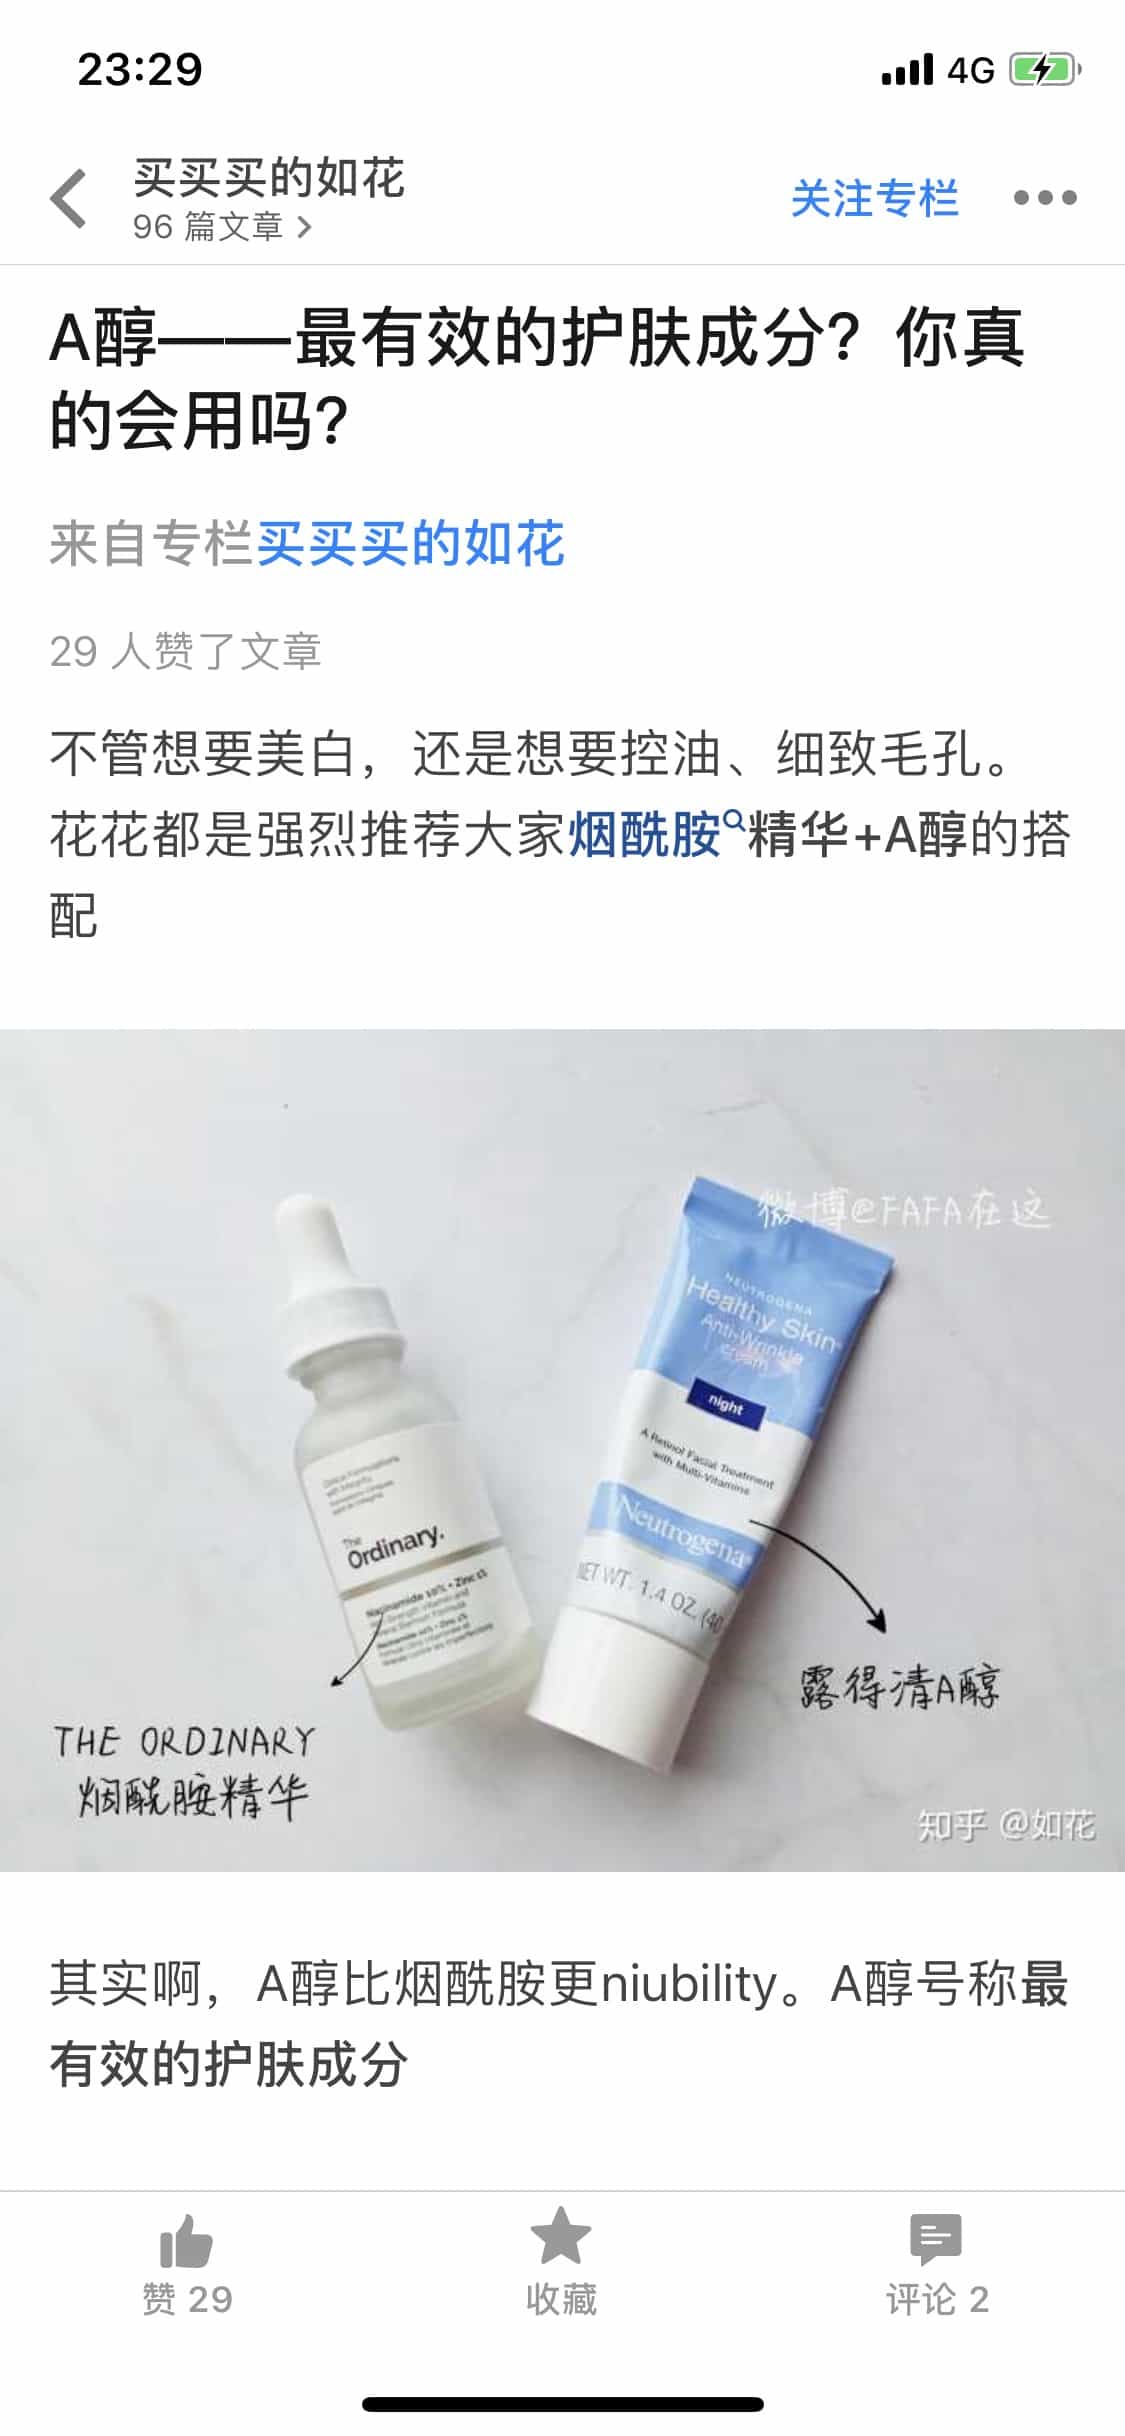 23:29
4G
买买买的如花
96 篇文章
关注专栏
A醇——最有效的护肤成分？你真
的会用吗？
来自专栏买买买的如花
29 人赞了文章
不管想要美白，还是想要控油、细致毛孔。
花花都是强烈推荐大家烟酰胺精华+A醇的搭
配
微博@FAFA在这
NEUTROGENA
Healthy Skin
Anti-Wrinkle
cream
night
A Retinol Facial Treatment
with Multi-Vitamins
Neutrogena
NET WT. 1.4 OZ. (40
The
Ordinary.
Niacinamide 10% + Zinc 1%
露得清A醇
THE ORDINARY
烟酰胺精华
知乎 @如花
其实啊，A醇比烟酰胺更niubility。A醇号称最
有效的护肤成分
赞 29
收藏
评论 2